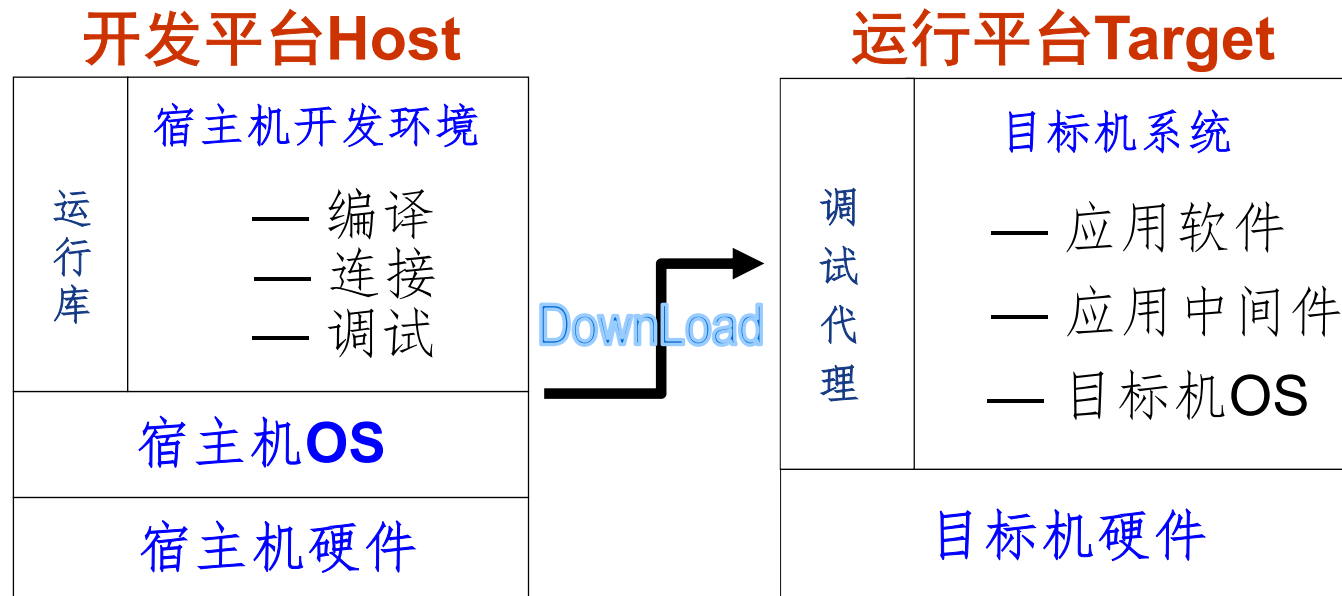 开发平台Host
运行库
宿主机开发环境
— 编译
— 连接
— 调试
宿主机OS
宿主机硬件
DownLoad
运行平台Target
调试代理
目标机系统
— 应用软件
— 应用中间件
— 目标机OS
目标机硬件